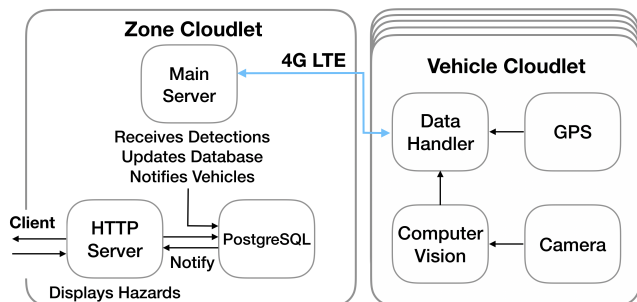 Zone Cloudlet
Main
Server
4G LTE
Receives Detections
Updates Database
Notifies Vehicles
Client
HTTP
Server
PostgreSQL
Notify
Displays Hazards
Vehicle Cloudlet
Data
Handler
GPS
Computer
Vision
Camera